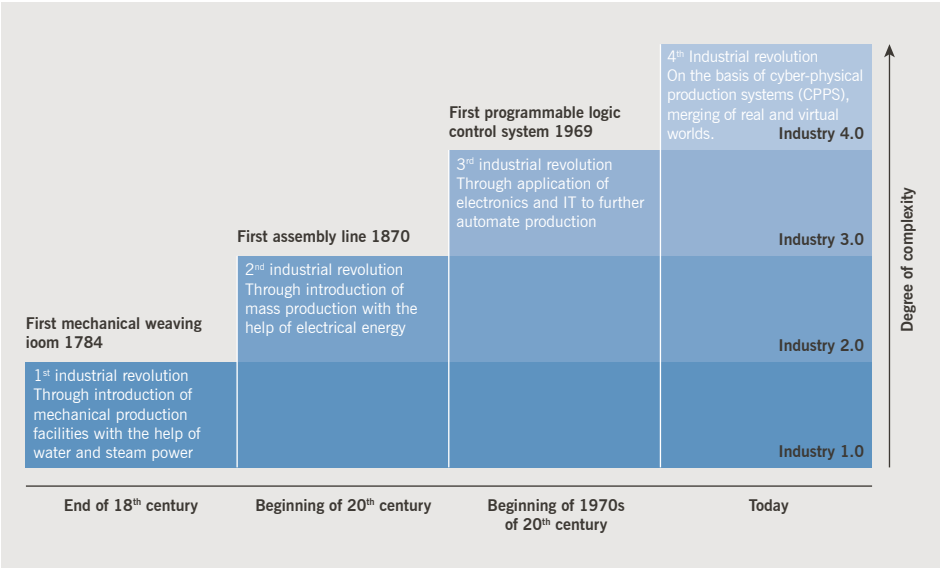 4th Industrial revolution
On the basis of cyber-physical
production systems (CPPS),
merging of real and virtual
worlds.
Industry 4.0
First programmable logic
control system 1969
3rd industrial revolution
Through application of
electronics and IT to further
automate production
Industry 3.0
First assembly line 1870
2nd industrial revolution
Through introduction of
mass production with the
help of electrical energy
Industry 2.0
First mechanical weaving
ioom 1784
1st industrial revolution
Through introduction of
mechanical production
facilities with the help of
water and steam power
Industry 1.0
Degree of complexity
End of 18th century
Beginning of 20th century
Beginning of 1970s
of 20th century
Today